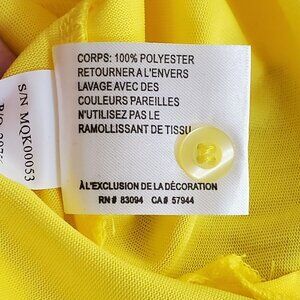 CORPS: 100% POLYESTER
RETOURNER A L'ENVERS
LAVAGE AVEC DES
COULEURS PAREILLES
N'UTILISEZ PAS LE
RAMOLLISSANT DE TISSU
À L'EXCLUSION DE LA DÉCORATION
RN# 83094 CA# 57944
S/N MQK00053